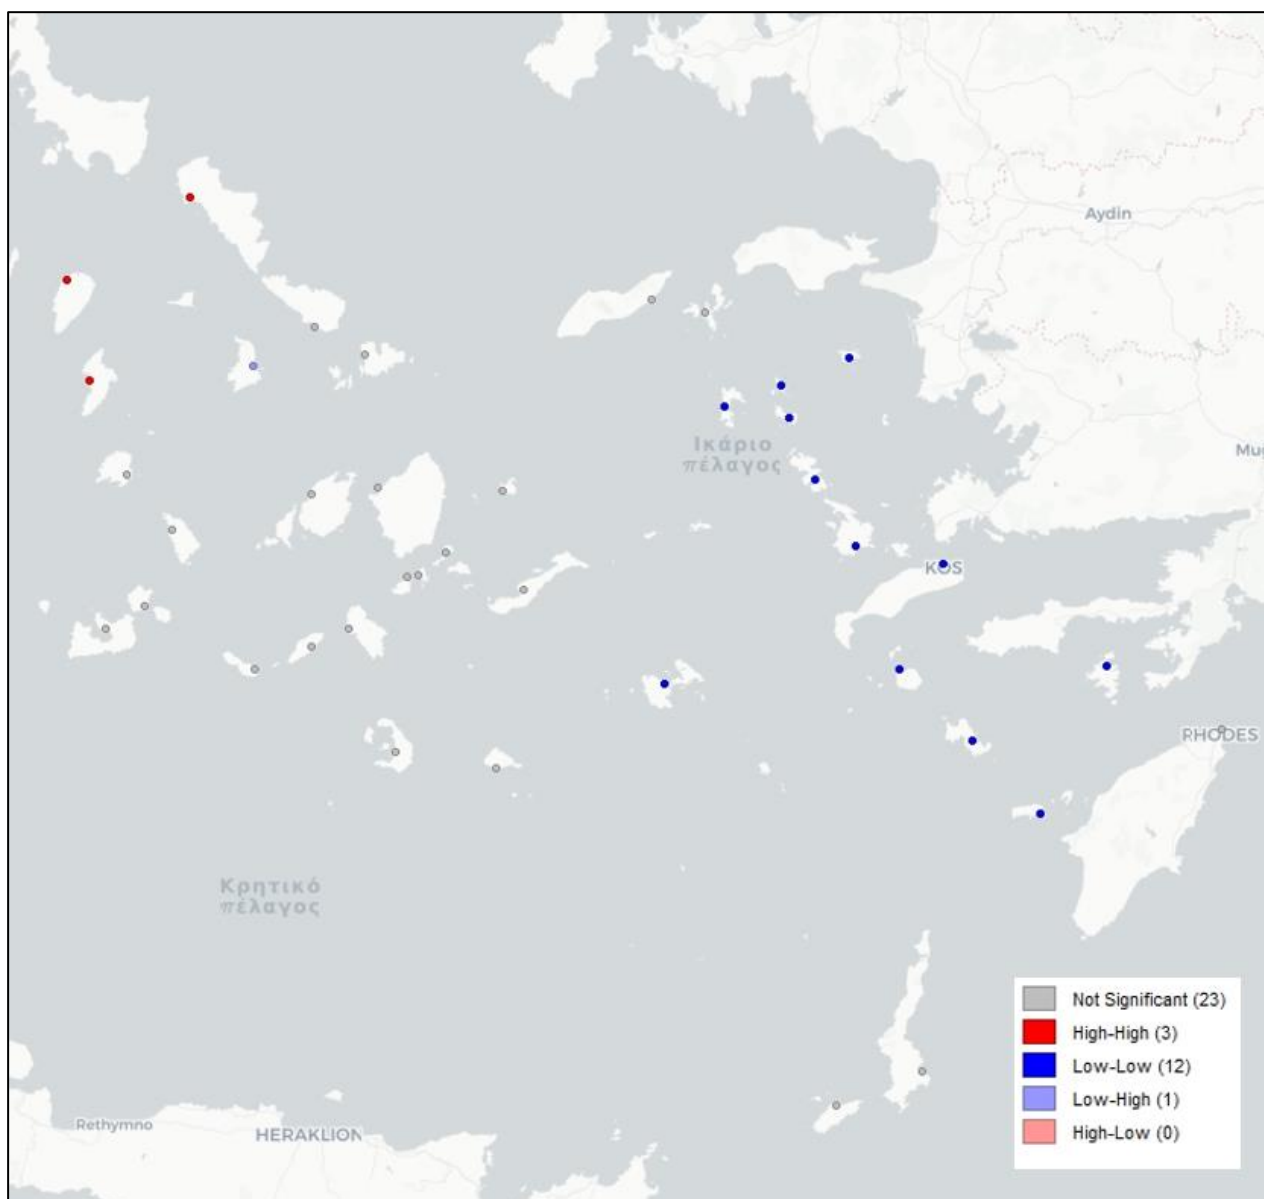 Aydin
Ικάριο
πέλαγος
KOS
RHODES
Κρητικό
πέλαγος
Rethymno
HERAKLION
Not Significant (23)
High-High (3)
Low-Low (12)
Low-High (1)
High-Low (0)